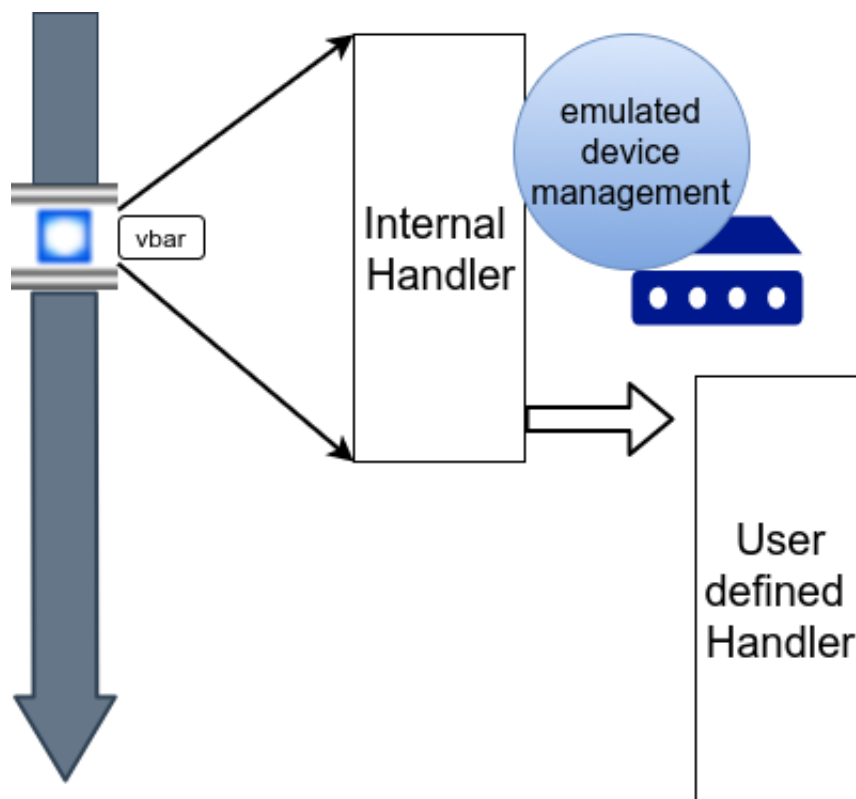 emulated
device
management
vbar
Internal
Handler
User
defined
Handler